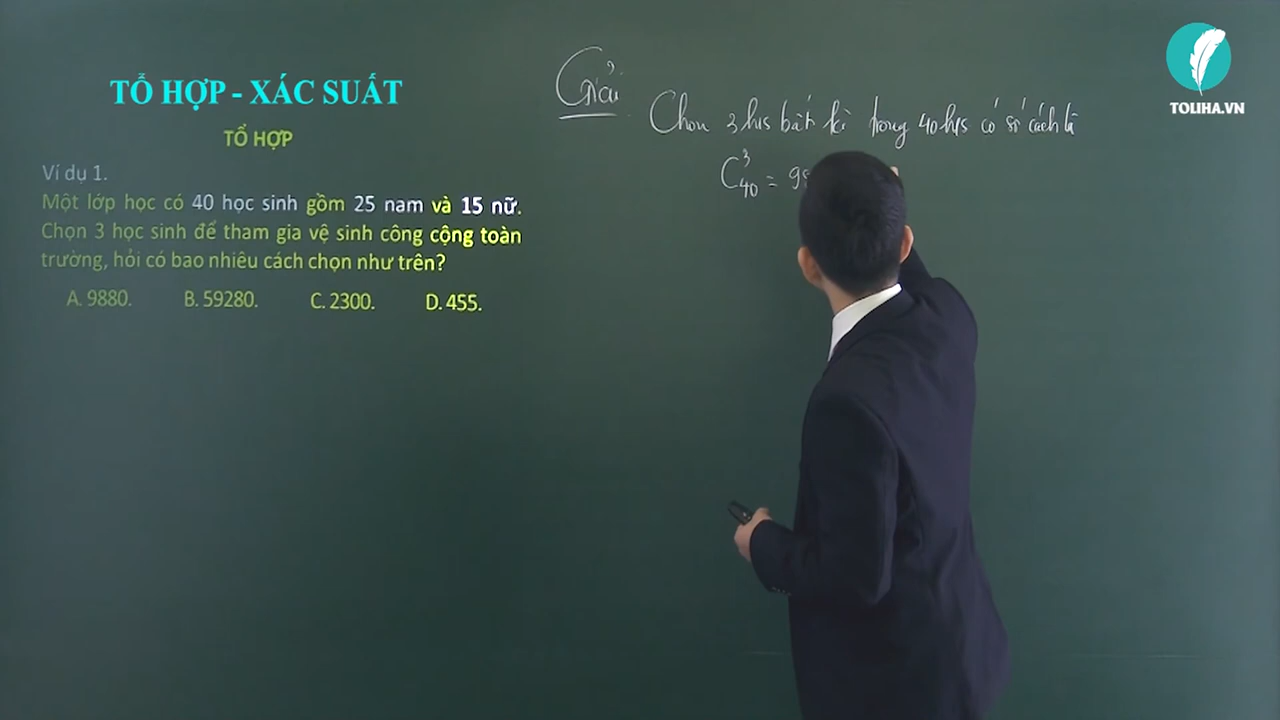 TỔ HỢP - XÁC SUẤT
TỔ HỢP
Ví dụ 1.
Một lớp học có 40 học sinh gồm 25 nam và 15 nữ.
Chọn 3 học sinh để tham gia vệ sinh công cộng toàn
trường, hỏi có bao nhiêu cách chọn như trên?
A. 9880. B. 59280. C. 2300. D. 455.
Giải
Chọn 3 hs bất kì trong 40 hs có số cách là
C³₄₀ = 98
TOLIHA.VN